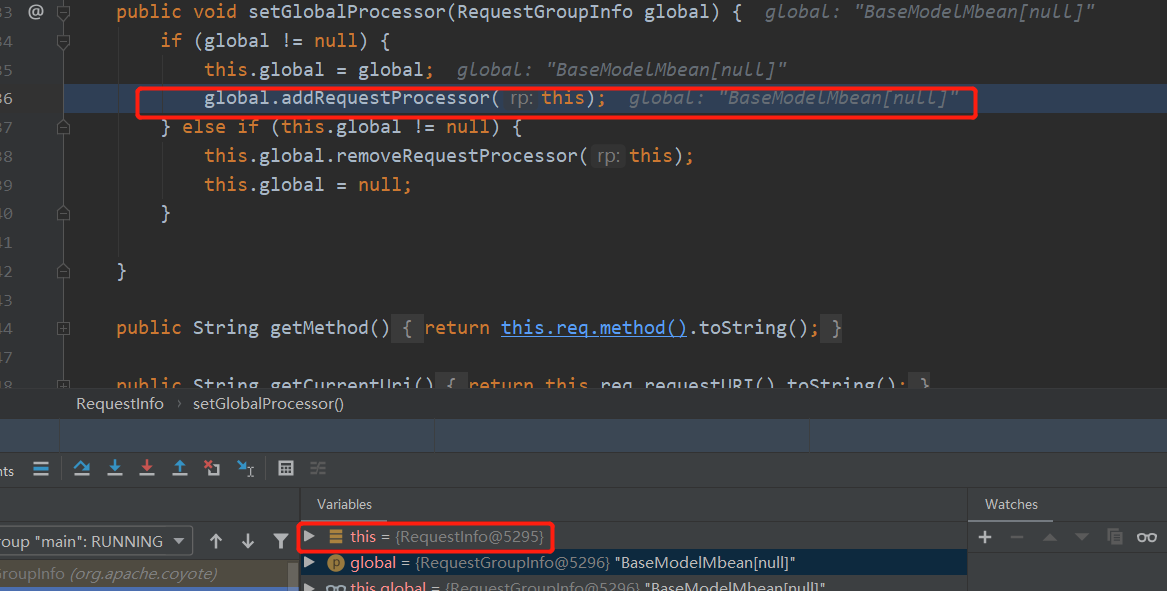 33 @ public void setGlobalProcessor(RequestGroupInfo global) { global: "BaseModelMbean[null]"
34 if (global != null) {
35 this.global = global; global: "BaseModelMbean[null]"
36 global.addRequestProcessor( rp: this); global: "BaseModelMbean[null]"
37 } else if (this.global != null) {
38 this.global.removeRequestProcessor( rp: this);
39 this.global = null;
40 }
41
42 }
43
44 public String getMethod() { return this.req.method().toString(); }
47
48 public String getCurrentUri() { return this.req.requestURI().toString(); }
RequestInfo › setGlobalProcessor()
nts
Variables
Watches
roup "main": RUNNING
this = {RequestInfo@5295}
p global = {RequestGroupInfo@5296} "BaseModelMbean[null]"
GroupInfo (org.apache.coyote)
this.global = {RequestGroupInfo@5296} "BaseModelMbean[null]"